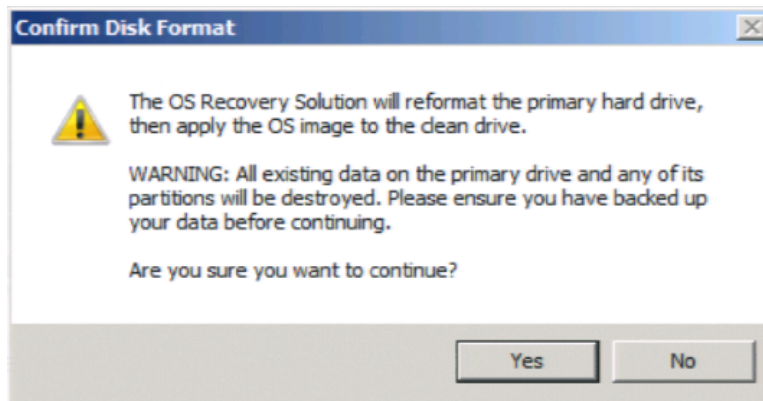 Confirm Disk Format
The OS Recovery Solution will reformat the primary hard drive,
then apply the OS image to the clean drive.
WARNING: All existing data on the primary drive and any of its
partitions will be destroyed. Please ensure you have backed up
your data before continuing.
Are you sure you want to continue?
Yes No